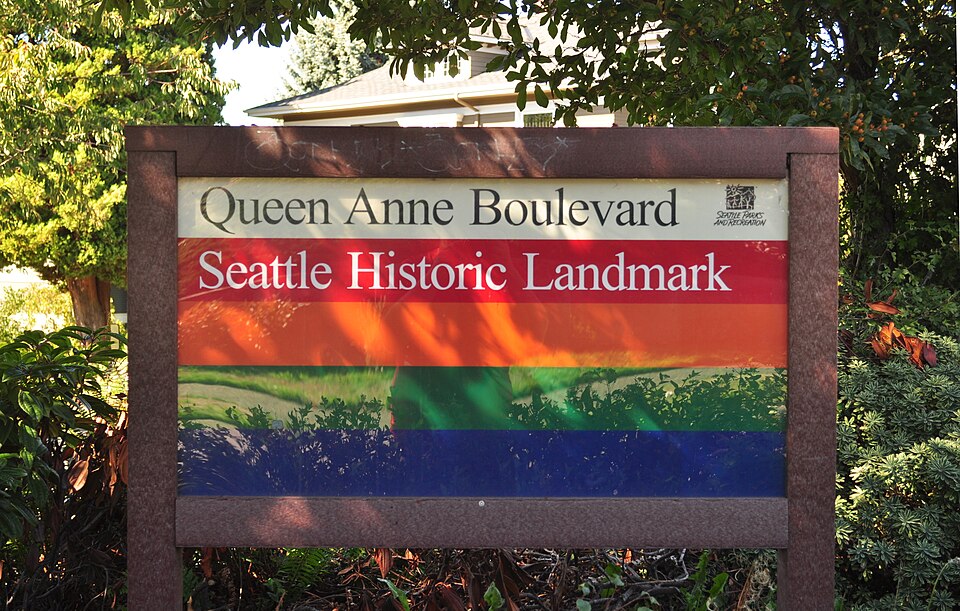 Queen Anne Boulevard
SEATTLE PARKS
AND RECREATION
Seattle Historic Landmark